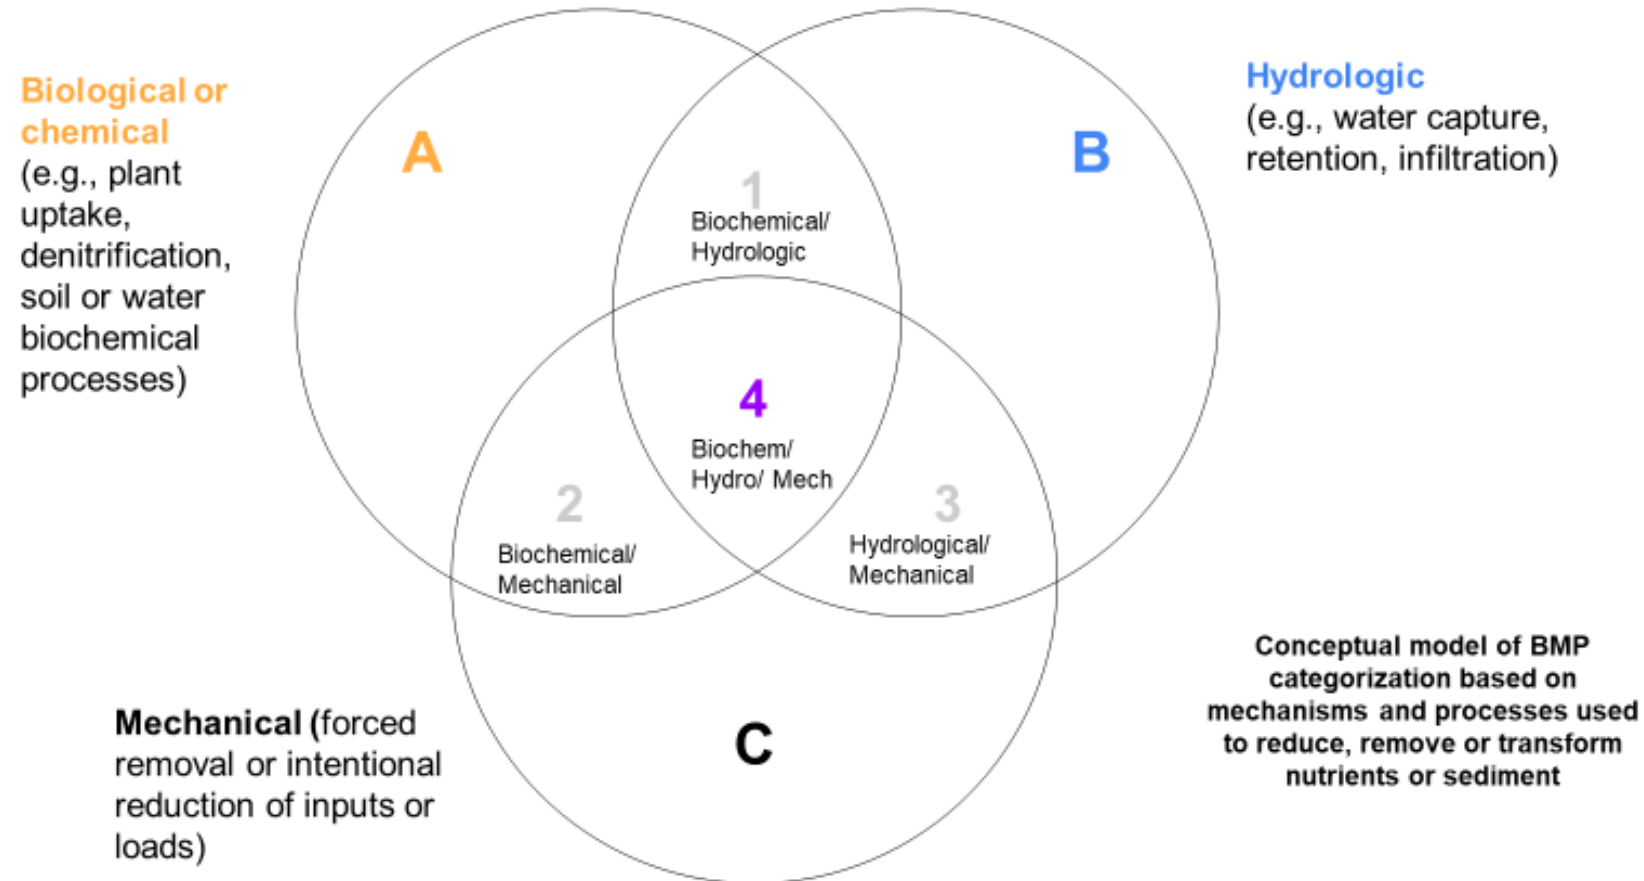 Biological or
chemical
(e.g., plant
uptake,
denitrification,
soil or water
biochemical
processes)
A
B
Hydrologic
(e.g., water capture,
retention, infiltration)
1
Biochemical/
Hydrologic
4
Biochem/
Hydro/ Mech
2
Biochemical/
Mechanical
3
Hydrological/
Mechanical
Mechanical (forced
removal or intentional
reduction of inputs or
loads)
C
Conceptual model of BMP
categorization based on
mechanisms and processes used
to reduce, remove or transform
nutrients or sediment